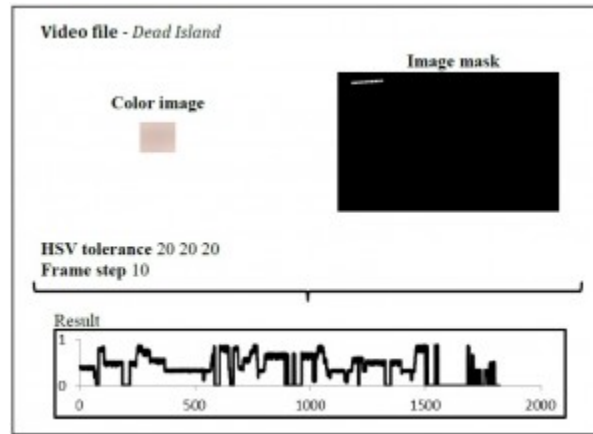 Video file - Dead Island
Image mask
Color image
HSV tolerance 20 20 20
Frame step 10
Result
1
0
0 500 1000 1500 2000